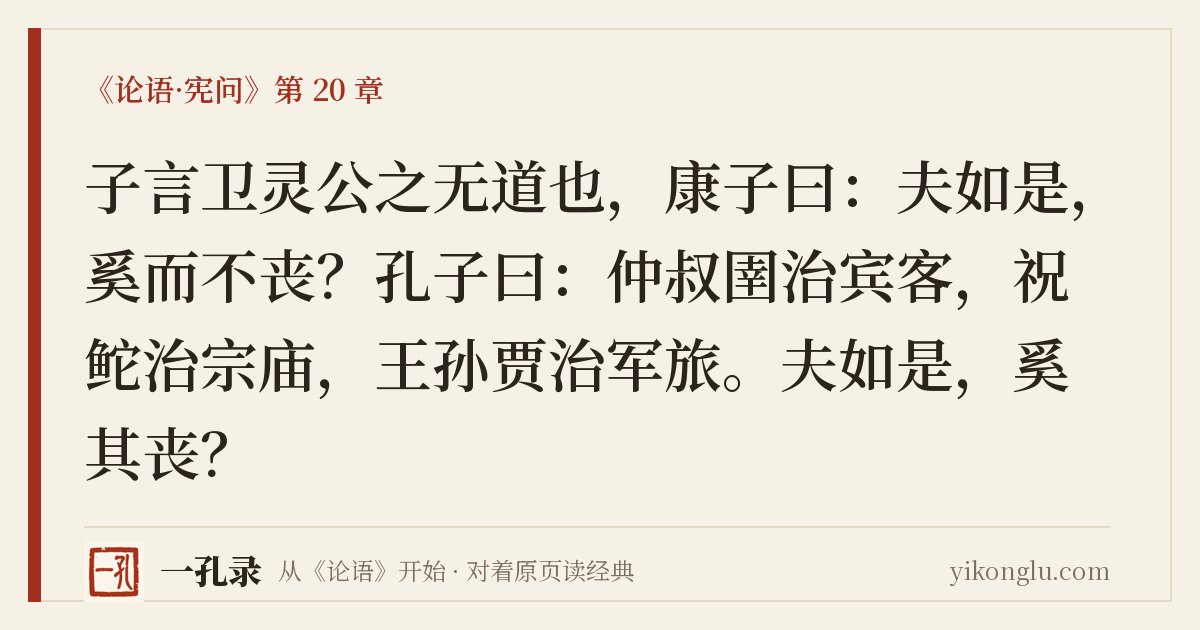 《论语·宪问》第 20 章
子言卫灵公之无道也，康子曰：夫如是，
奚而不丧？孔子曰：仲叔圉治宾客，祝
鮀治宗庙，王孙贾治军旅。夫如是，奚
其丧？
一孔
一孔录 从《论语》开始 · 对着原页读经典 yikonglu.com